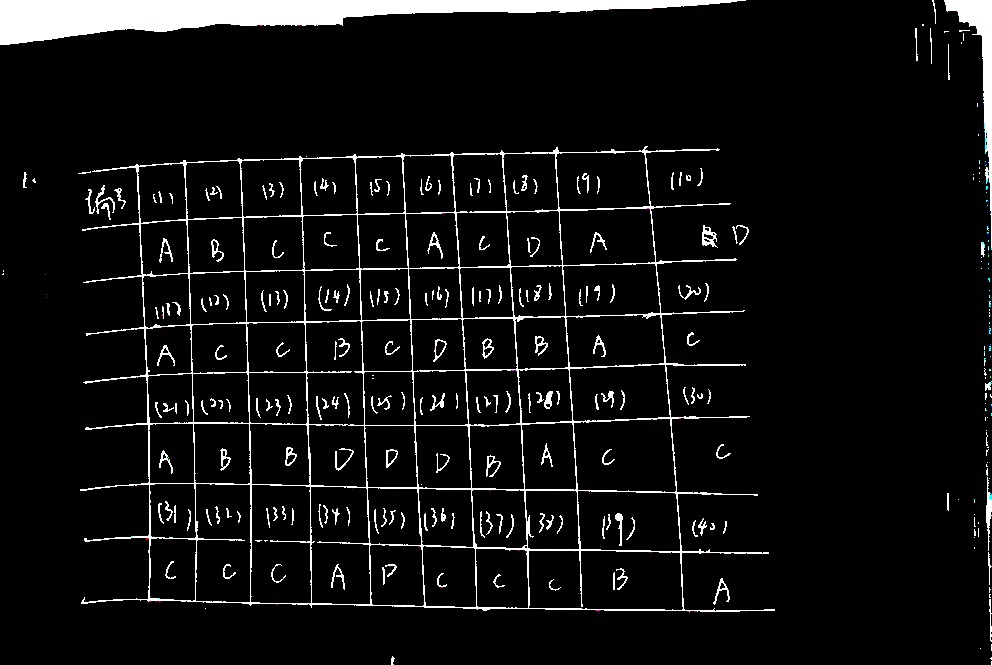 1.
编号 (1) (2) (3) (4) (5) (6) (7) (8) (9) (10)
A B C C C A C D A D
(11) (12) (13) (14) (15) (16) (17) (18) (19) (20)
A C C B C D B B A C
(21) (22) (23) (24) (25) (26) (27) (28) (29) (30)
A B B D D D B A C C
(31) (32) (33) (34) (35) (36) (37) (38) (39) (40)
C C C A D C C C B A